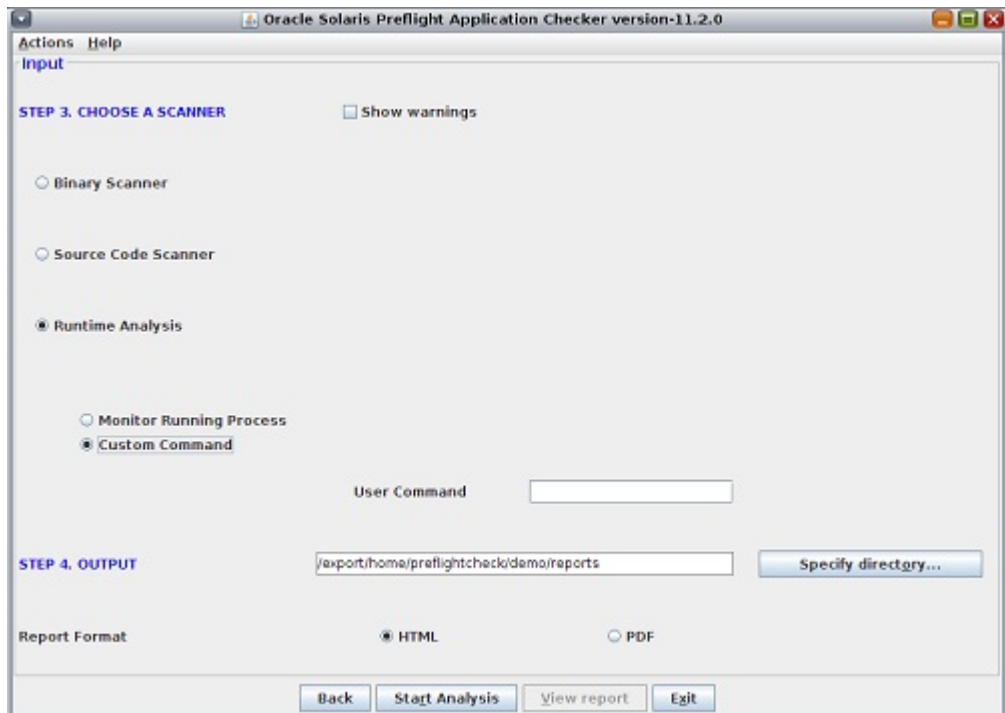 Oracle Solaris Preflight Application Checker version-11.2.0
Actions Help
Input
STEP 3. CHOOSE A SCANNER
Show warnings
Binary Scanner
Source Code Scanner
Runtime Analysis
Monitor Running Process
Custom Command
User Command
STEP 4. OUTPUT
/export/home/preflightcheck/demo/reports
Specify directory...
Report Format
HTML
PDF
Back
Start Analysis
View report
Exit